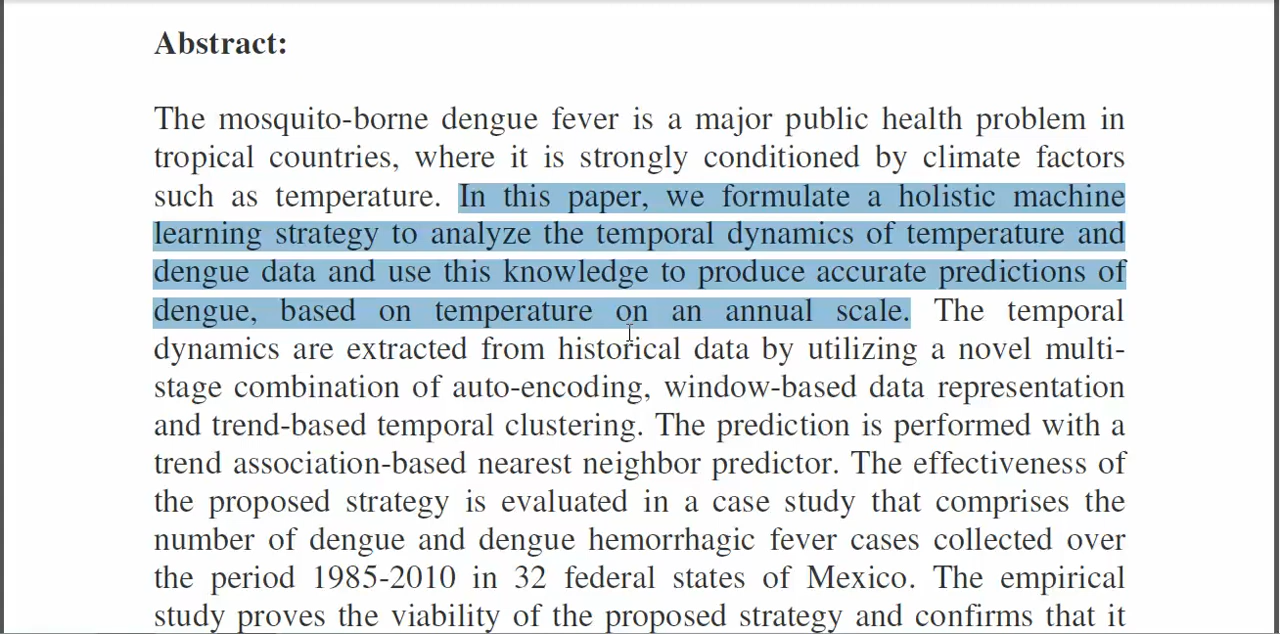 Abstract:
The mosquito-borne dengue fever is a major public health problem in
tropical countries, where it is strongly conditioned by climate factors
such as temperature. In this paper, we formulate a holistic machine
learning strategy to analyze the temporal dynamics of temperature and
dengue data and use this knowledge to produce accurate predictions of
dengue, based on temperature on an annual scale. The temporal
dynamics are extracted from historical data by utilizing a novel multi-
stage combination of auto-encoding, window-based data representation
and trend-based temporal clustering. The prediction is performed with a
trend association-based nearest neighbor predictor. The effectiveness of
the proposed strategy is evaluated in a case study that comprises the
number of dengue and dengue hemorrhagic fever cases collected over
the period 1985-2010 in 32 federal states of Mexico. The empirical
study proves the viability of the proposed strategy and confirms that it